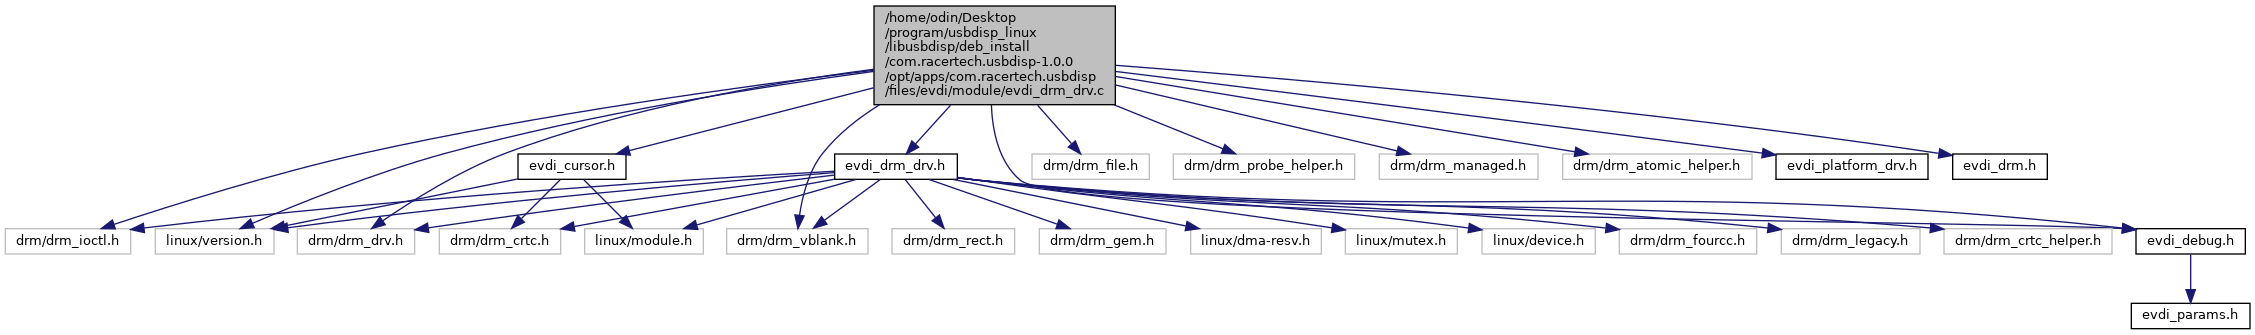 /home/odin/Desktop
/program/usbdisp_linux
/libusbdisp/deb_install
/com.racertech.usbdisp-1.0.0
/opt/apps/com.racertech.usbdisp
/files/evdi/module/evdi_drm_drv.c
evdi_cursor.h
evdi_drm_drv.h
drm/drm_file.h
drm/drm_probe_helper.h
drm/drm_managed.h
drm/drm_atomic_helper.h
evdi_platform_drv.h
evdi_drm.h
drm/drm_ioctl.h
linux/version.h
drm/drm_drv.h
drm/drm_crtc.h
linux/module.h
drm/drm_vblank.h
drm/drm_rect.h
drm/drm_gem.h
linux/dma-resv.h
linux/mutex.h
linux/device.h
drm/drm_fourcc.h
drm/drm_legacy.h
drm/drm_crtc_helper.h
evdi_debug.h
evdi_params.h